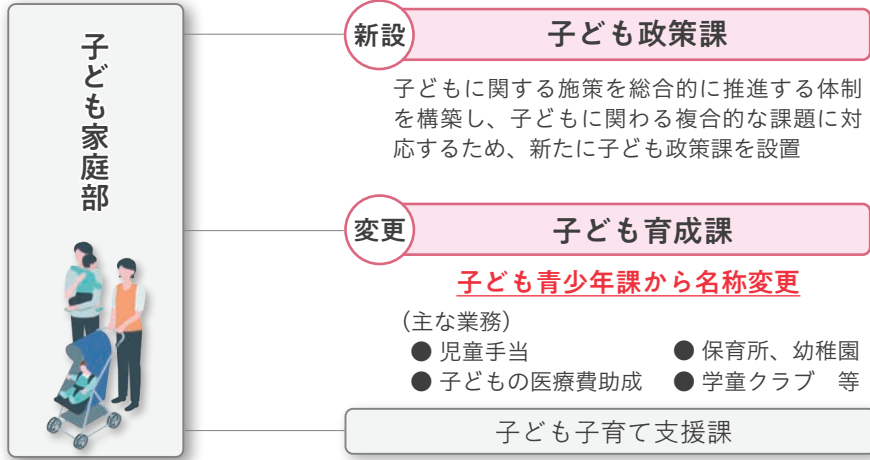 子ども家庭部
新設
子ども政策課
子どもに関する施策を総合的に推進する体制
を構築し、子どもに関わる複合的な課題に対
応するため、新たに子ども政策課を設置
変更
子ども育成課
子ども青少年課から名称変更
（主な業務）
● 児童手当 ● 保育所、幼稚園
● 子どもの医療費助成 ● 学童クラブ　等
子ども子育て支援課